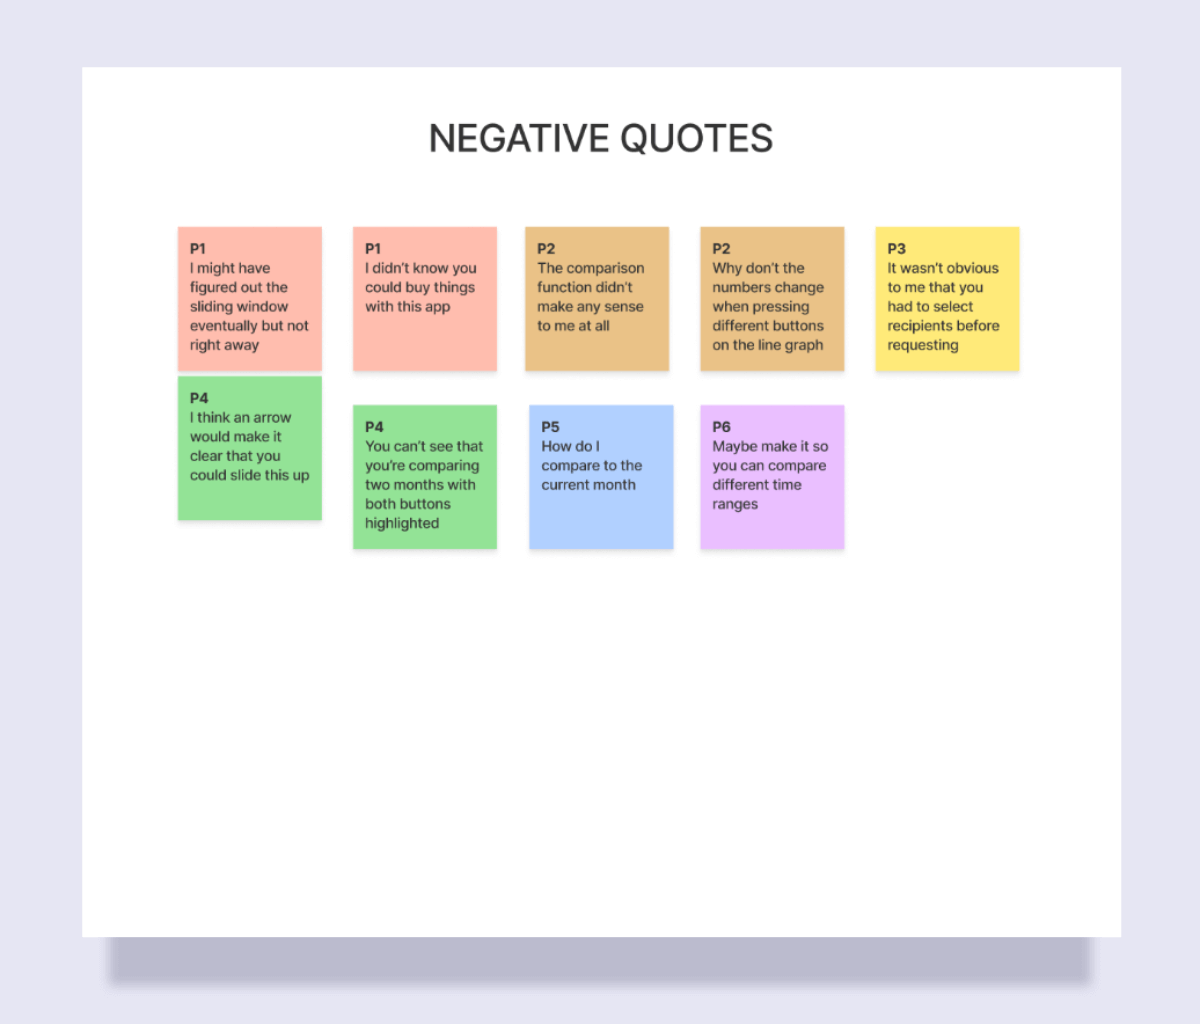 NEGATIVE QUOTES
P1
I might have
figured out the
sliding window
eventually but not
right away
P1
I didn't know you
could buy things
with this app
P2
The comparison
function didn't
make any sense
to me at all
P2
Why don't the
numbers change
when pressing
different buttons
on the line graph
P3
It wasn't obvious
to me that you
had to select
recipients before
requesting
P4
I think an arrow
would make it
clear that you
could slide this up
P4
You can't see that
you're comparing
two months with
both buttons
highlighted
P5
How do I
compare to the
current month
P6
Maybe make it so
you can compare
different time
ranges